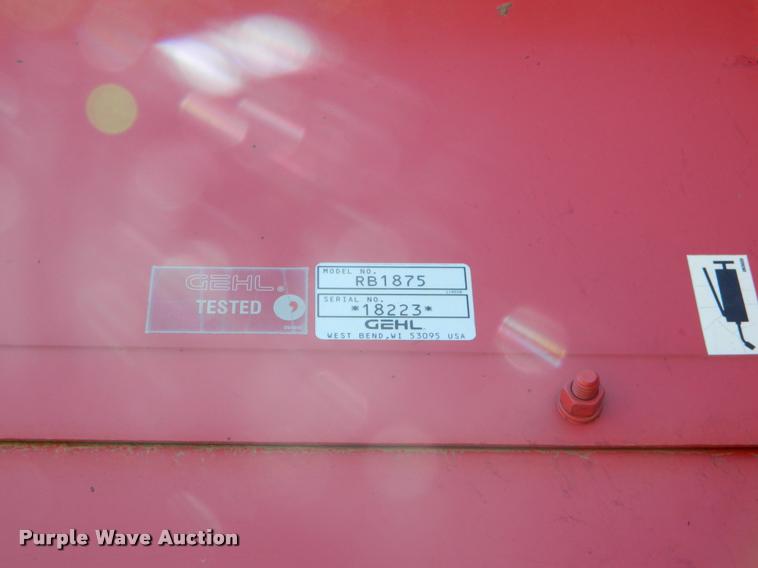 GEHL®
TESTED
MODEL NO.
RB1875
SERIAL NO.
*18223*
GEHL
WEST BEND, WI 53095 USA
Purple Wave Auction